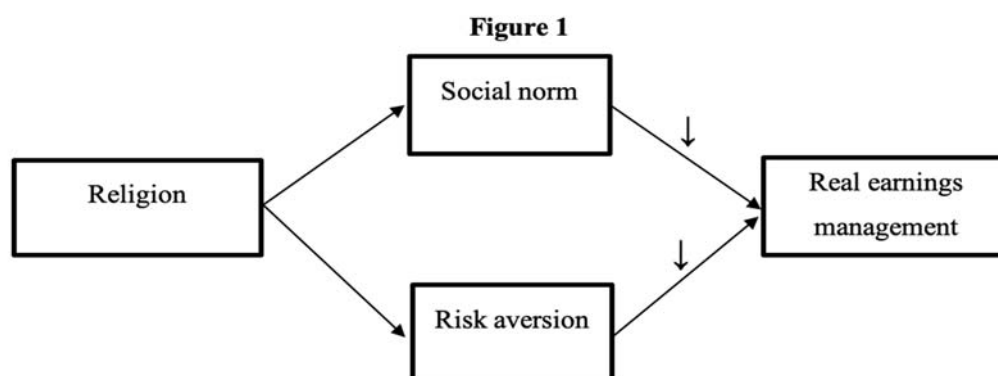 Figure 1
Social norm
↓
Religion
Real earnings
management
↓
Risk aversion